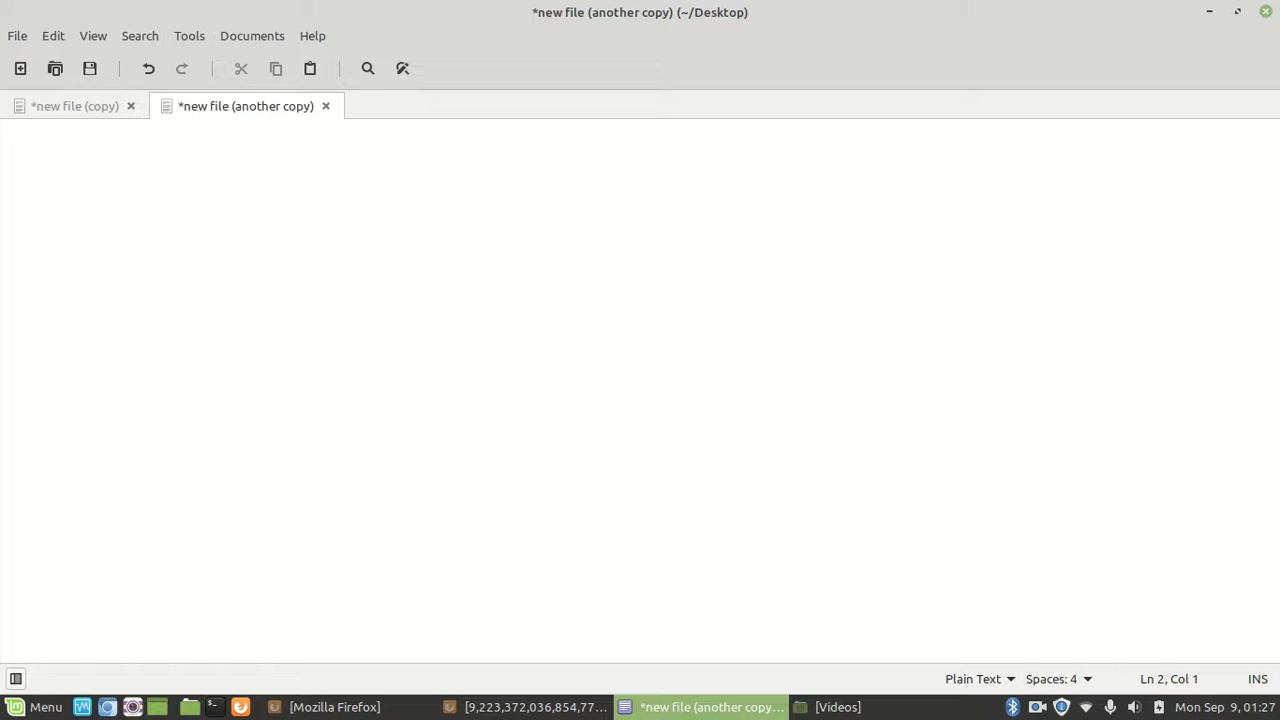 *new file (another copy) (~/Desktop)
File Edit View Search Tools Documents Help
*new file (copy) *new file (another copy)
Plain Text Spaces: 4 Ln 2, Col 1 INS
Menu [Mozilla Firefox] [9,223,372,036,854,77... *new file (another copy... [Videos] Mon Sep 9, 01:27